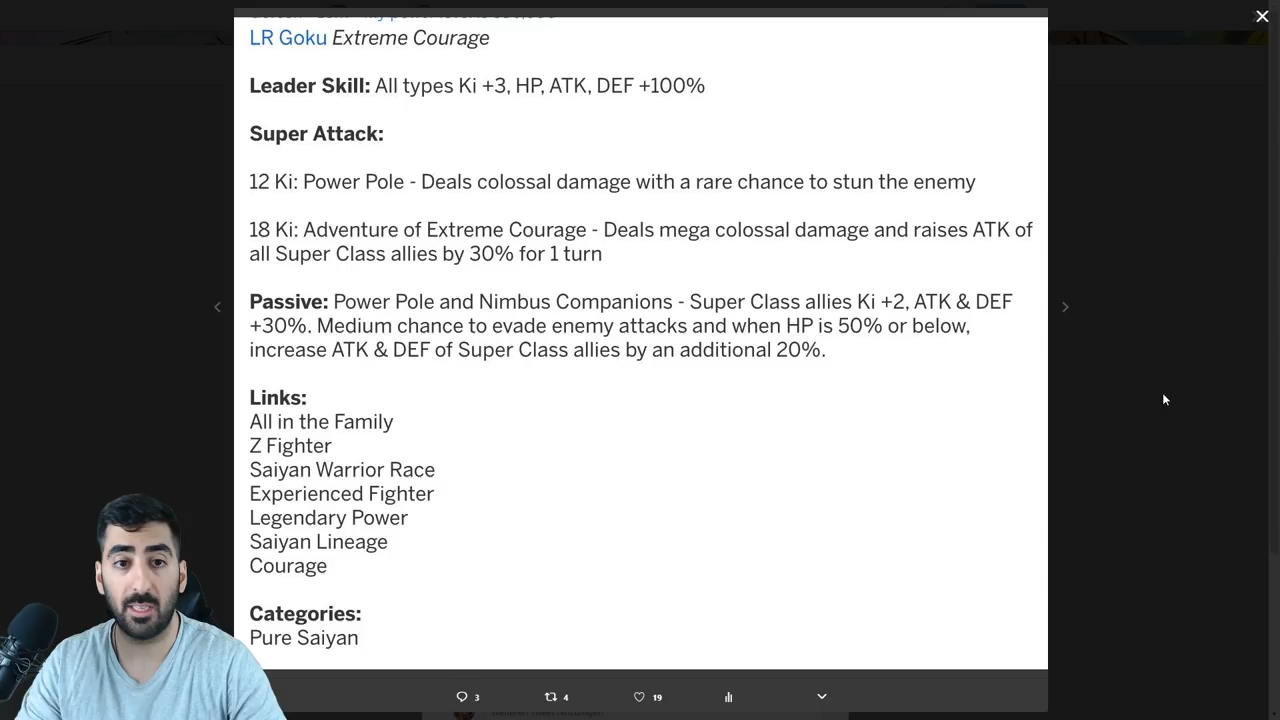 LR Goku Extreme Courage
Leader Skill: All types Ki +3, HP, ATK, DEF +100%
Super Attack:
12 Ki: Power Pole - Deals colossal damage with a rare chance to stun the enemy
18 Ki: Adventure of Extreme Courage - Deals mega colossal damage and raises ATK of
all Super Class allies by 30% for 1 turn
Passive: Power Pole and Nimbus Companions - Super Class allies Ki +2, ATK & DEF
+30%. Medium chance to evade enemy attacks and when HP is 50% or below,
increase ATK & DEF of Super Class allies by an additional 20%.
Links:
All in the Family
Z Fighter
Saiyan Warrior Race
Experienced Fighter
Legendary Power
Saiyan Lineage
Courage
Categories:
Pure Saiyan
3 4 19